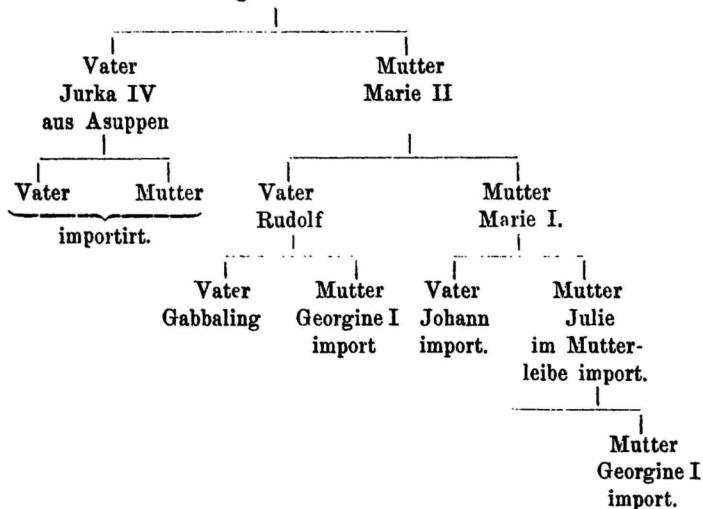 Vater Mutter
Jurka IV Marie II
aus Asuppen
Vater Mutter Vater Mutter
importirt. Rudolf Marie I.
Vater Mutter Vater Mutter
Gabbaling Georgine I Johann Julie
import import. im Mutter-
leibe import.
Mutter
Georgine I
import.